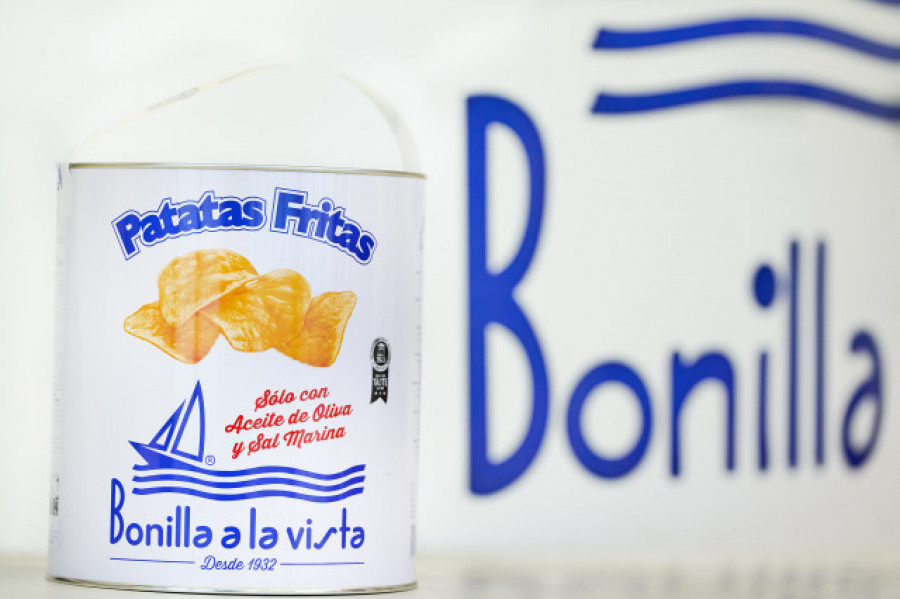 Patatas Fritas
Sólo con
Aceite de Oliva
y Sal Marina
®
Bonilla a la vista
Desde 1932
Bonilla